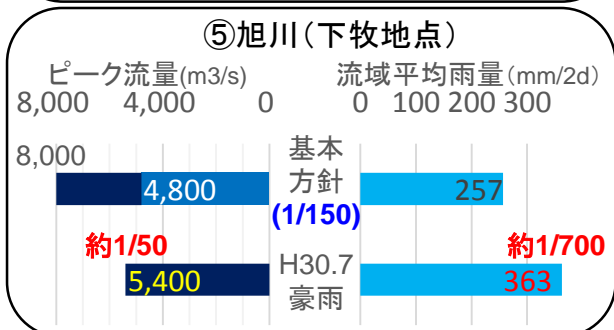 ⑤旭川(下牧地点)
ピーク流量(m3/s) 流域平均雨量(mm/2d)
8,000 4,000 0 0 100 200 300
8,000
4,800 基本 257
方針
(1/150)
約1/50 約1/700
5,400 H30.7 363
豪雨